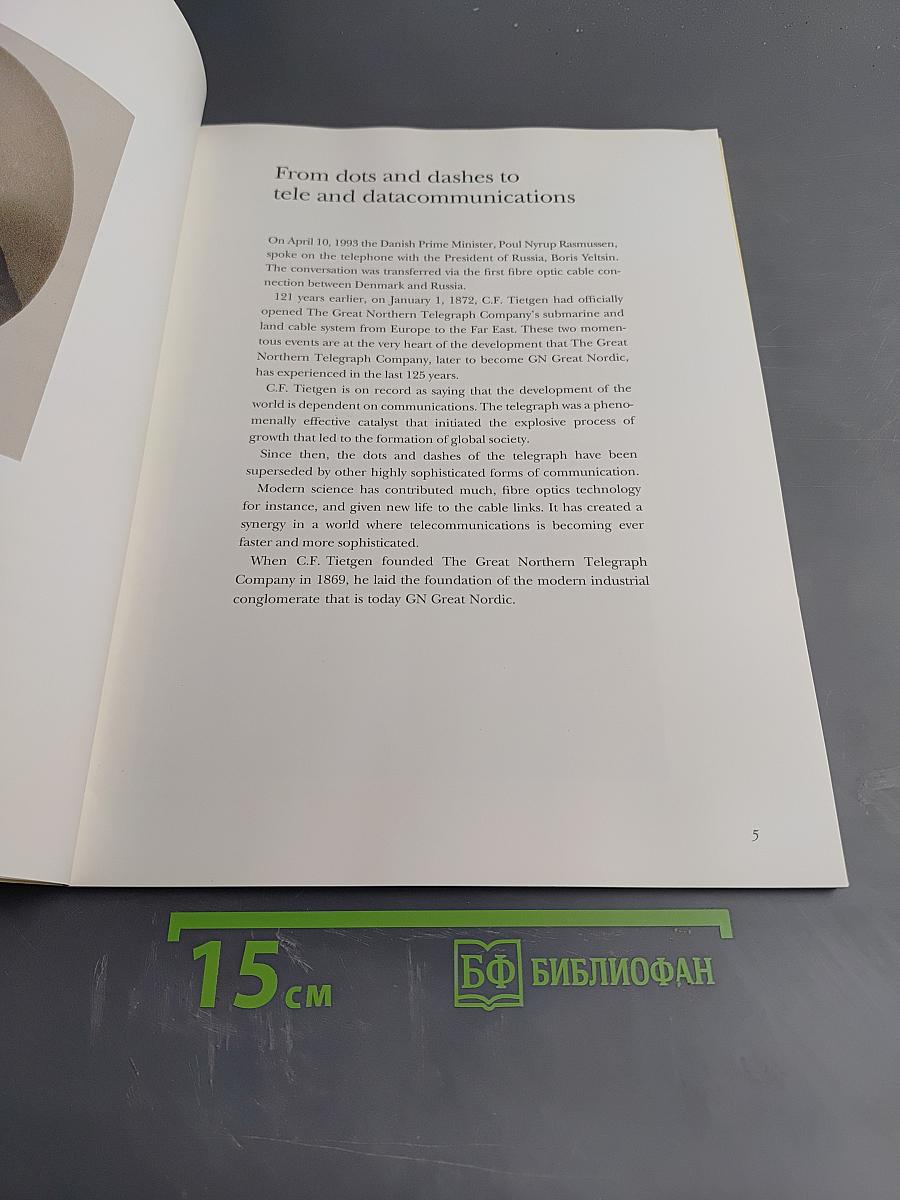 From dots and dashes to
tele and datacommunications
On April 10, 1993 the Danish Prime Minister, Poul Nyrup Rasmussen,
spoke on the telephone with the President of Russia, Boris Yeltsin.
The conversation was transferred via the first fibre optic cable con-
nection between Denmark and Russia.
121 years earlier, on January 1, 1872, C.F. Tietgen had officially
opened The Great Northern Telegraph Company's submarine and
land cable system from Europe to the Far East. These two momen-
tous events are at the very heart of the development that The Great
Northern Telegraph Company, later to become GN Great Nordic,
has experienced in the last 125 years.
C.F. Tietgen is on record as saying that the development of the
world is dependent on communications. The telegraph was a pheno-
menally effective catalyst that initiated the explosive process of
growth that led to the formation of global society.
Since then, the dots and dashes of the telegraph have been
superseded by other highly sophisticated forms of communication.
Modern science has contributed much, fibre optics technology
for instance, and given new life to the cable links. It has created a
synergy in a world where telecommunications is becoming ever
faster and more sophisticated.
When C.F. Tietgen founded The Great Northern Telegraph
Company in 1869, he laid the foundation of the modern industrial
conglomerate that is today GN Great Nordic.
5
15 см
БФ БИБЛИОФАН